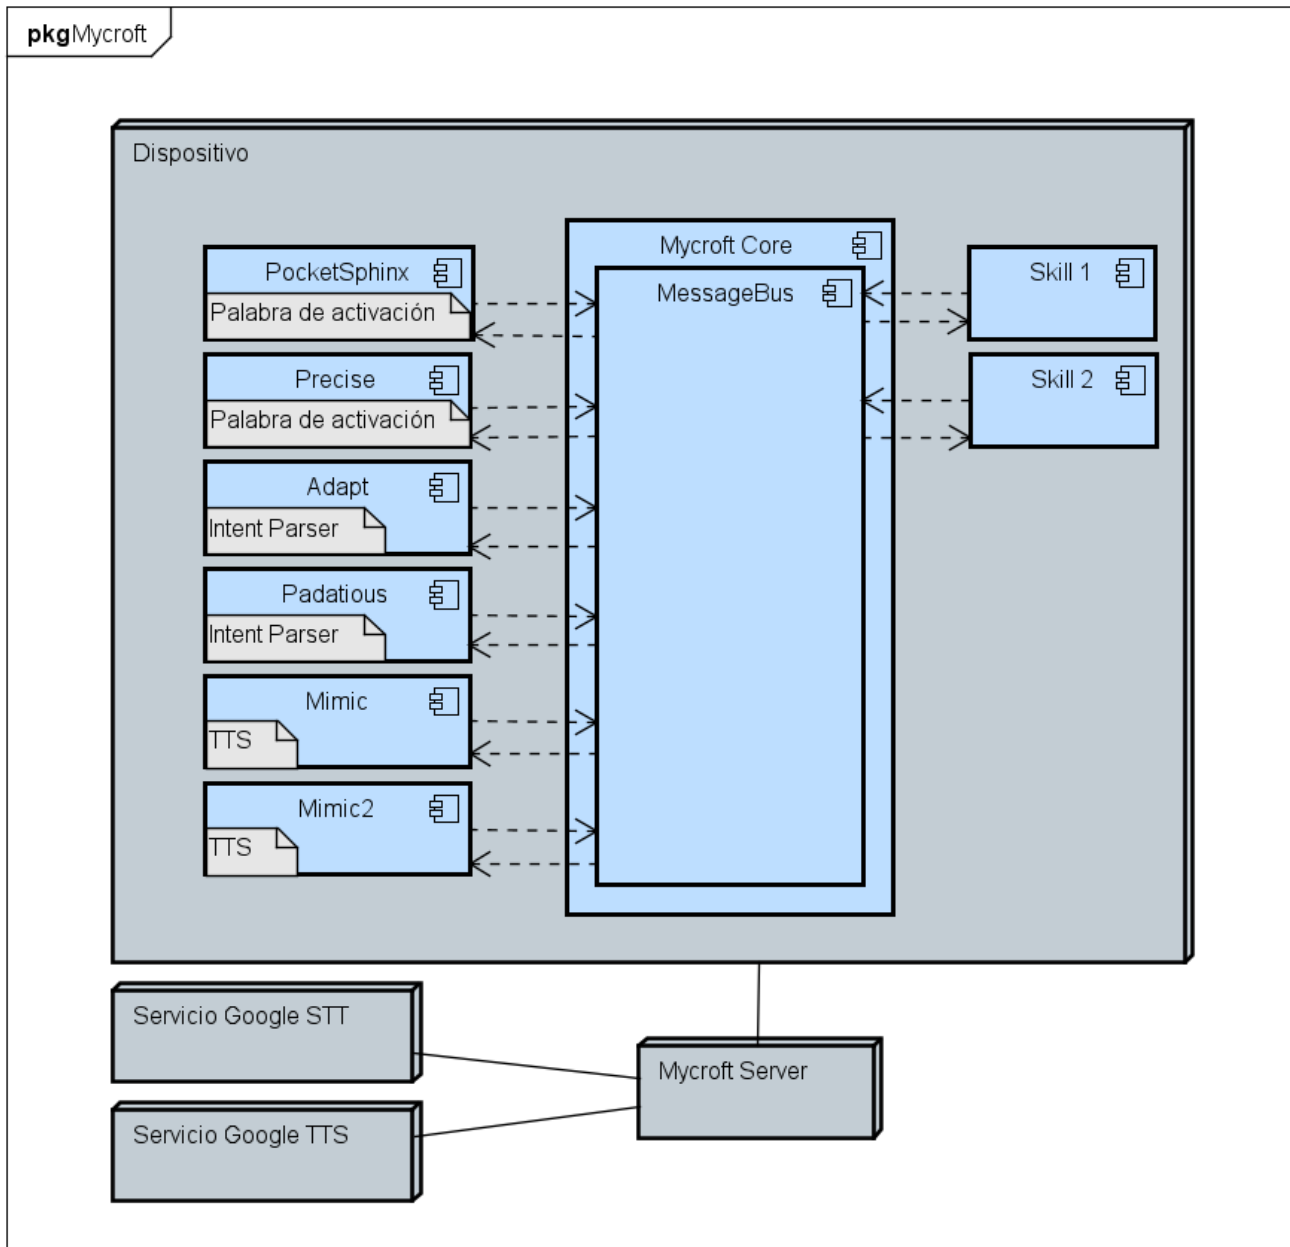 pkgMycroft
Dispositivo
PocketSphinx
Palabra de activación
Precise
Palabra de activación
Adapt
Intent Parser
Padatious
Intent Parser
Mimic
TTS
Mimic2
TTS
Mycroft Core
MessageBus
Skill 1
Skill 2
Servicio Google STT
Servicio Google TTS
Mycroft Server